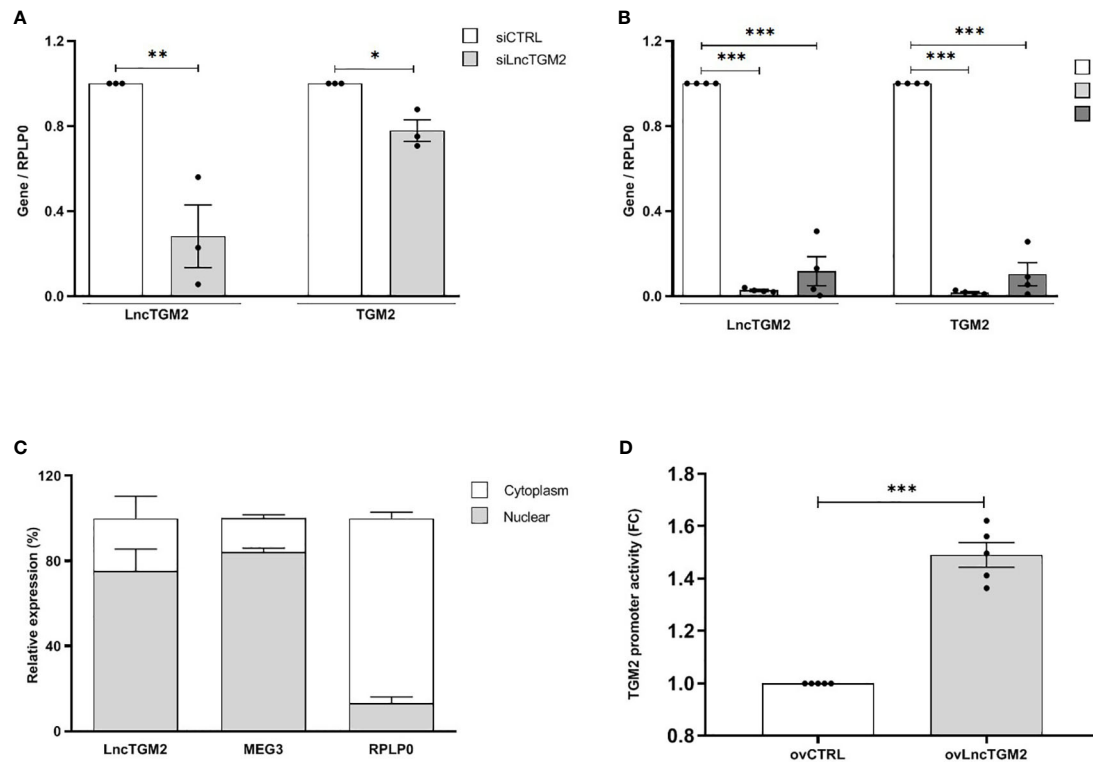 A
Gene / RPLP0
1.2
0.8
0.4
0.0
**
*
siCTRL
siLncTGM2
LncTGM2
TGM2
B
Gene / RPLP0
1.2
0.8
0.4
0.0
***
***
***
***
LncTGM2
TGM2
C
Relative expression (%)
120
80
40
0
Cytoplasm
Nuclear
LncTGM2
MEG3
RPLP0
D
TGM2 promoter activity (FC)
1.8
1.6
1.4
1.2
1.0
0.8
***
ovCTRL
ovLncTGM2